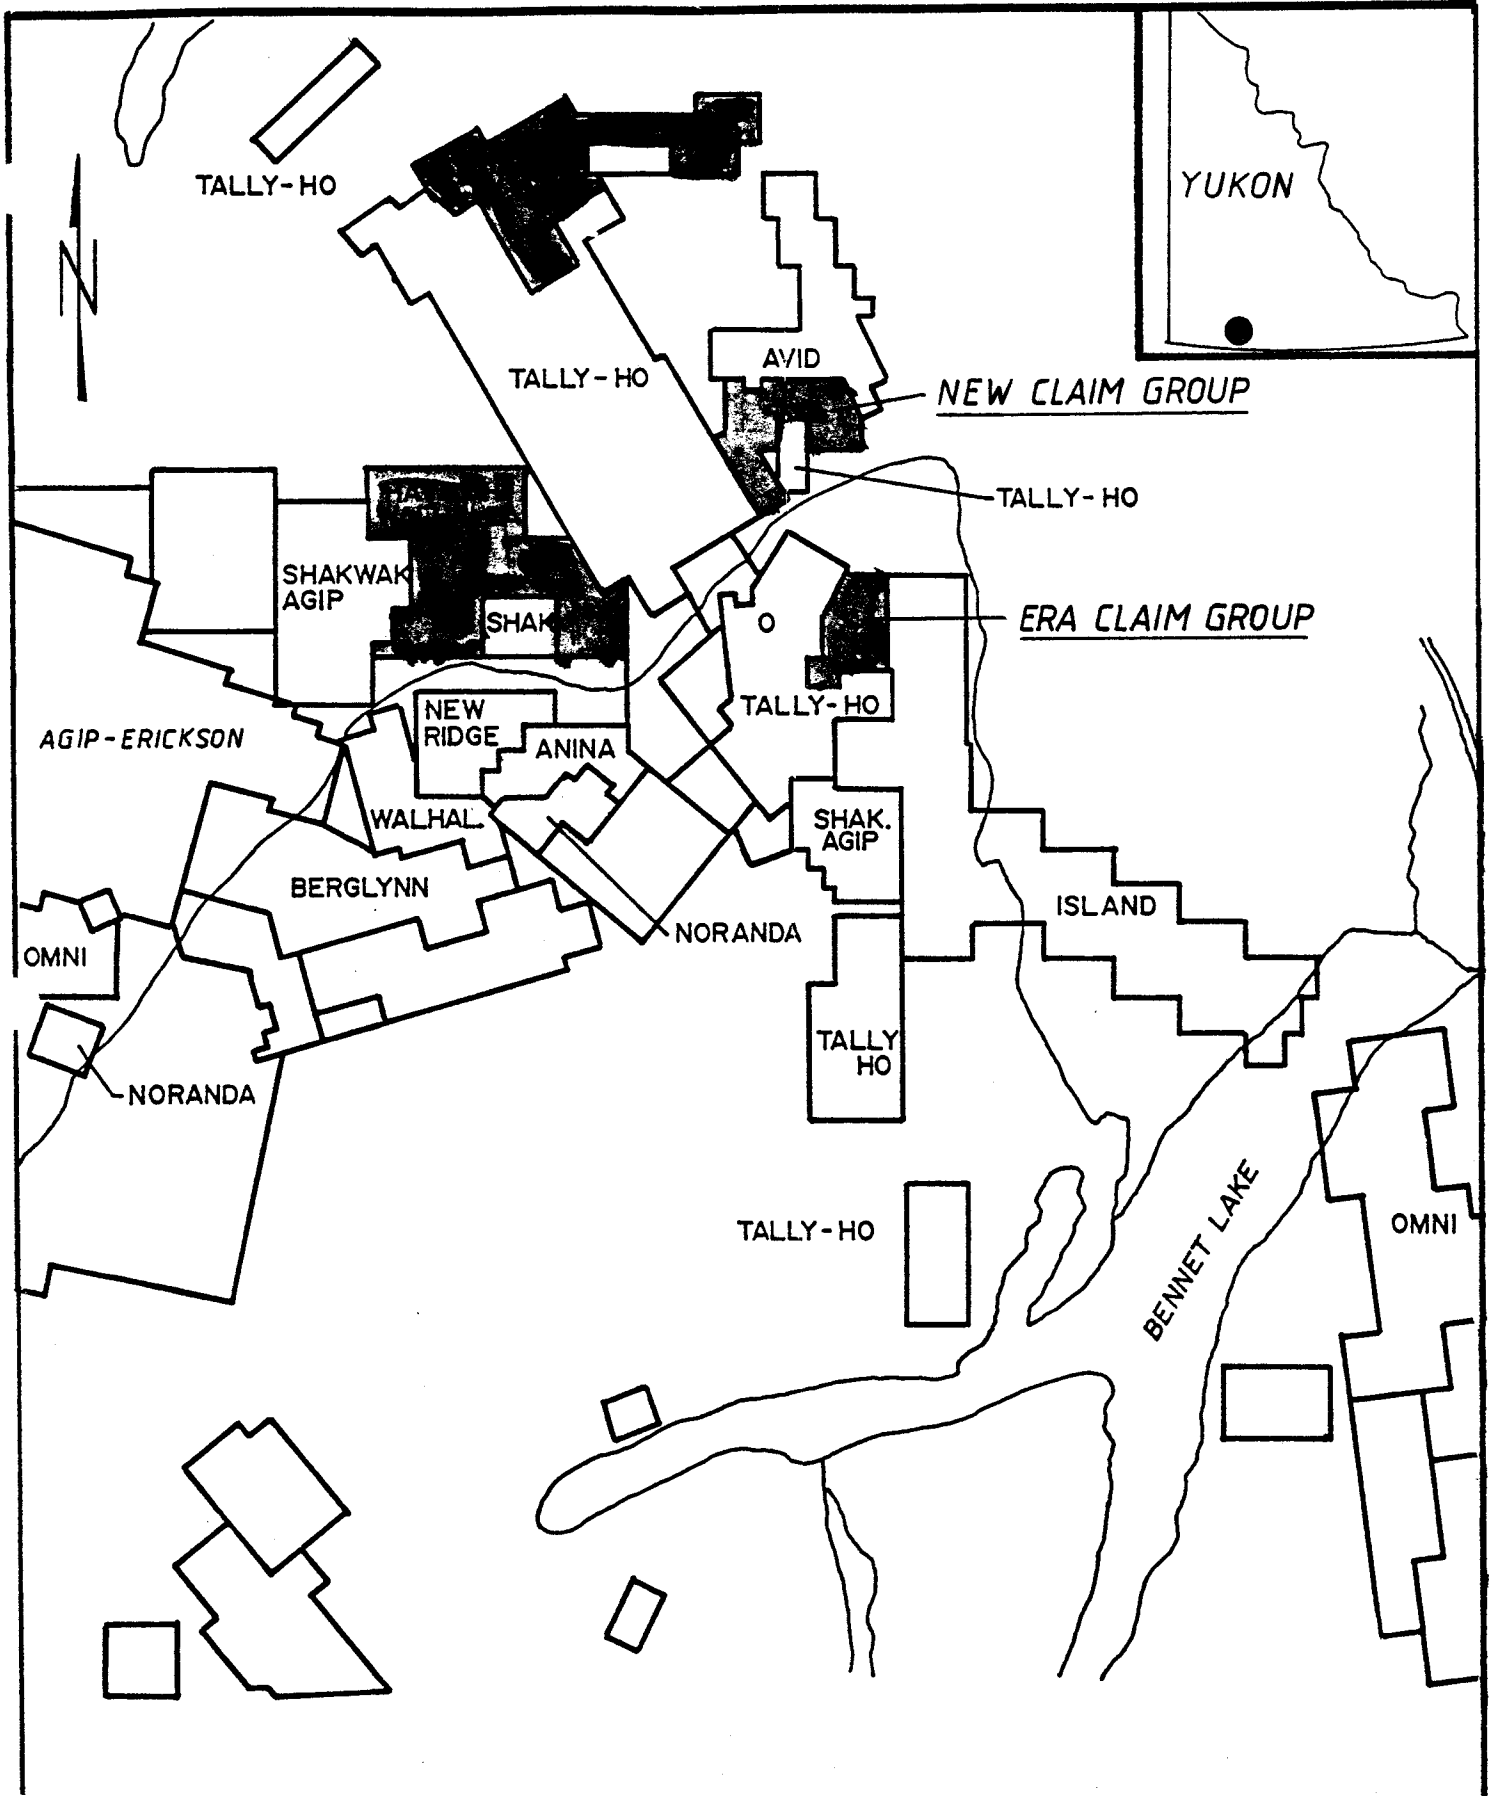 YUKON
TALLY-HO
N
AVID
TALLY-HO
NEW CLAIM GROUP
TALLY-HO
SHAKWAK
AGIP
SHAK
ERA CLAIM GROUP
TALLY-HO
NEW
RIDGE
AGIP-ERICKSON
ANINA
WALHAL.
SHAK.
AGIP
BERGLYNN
ISLAND
NORANDA
OMNI
TALLY
HO
NORANDA
TALLY-HO
BENNET LAKE
OMNI